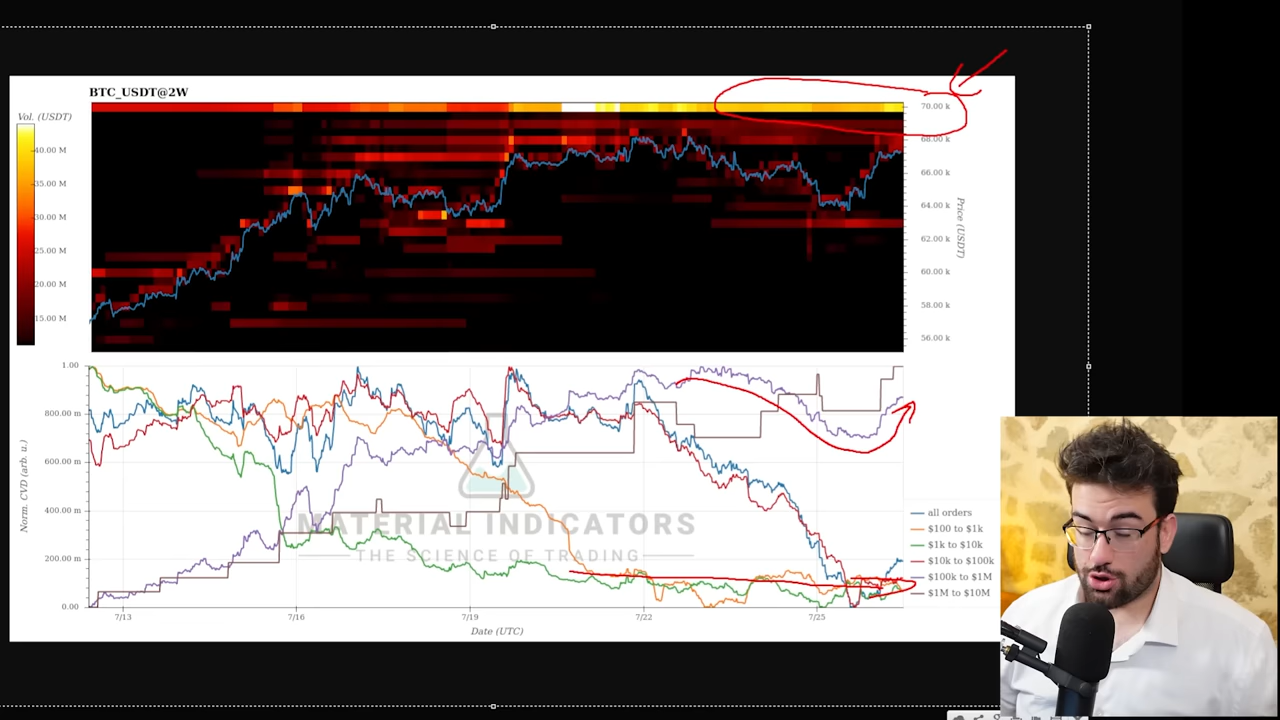 BTC_USDT@2W
Vol. (USDT)
40.00 M
35.00 M
30.00 M
25.00 M
20.00 M
15.00 M
70.00 k
68.00 k
66.00 k
64.00 k
62.00 k
60.00 k
58.00 k
56.00 k
Price (USDT)
1.00
800.00 m
600.00 m
400.00 m
200.00 m
0.00
Norm. CVD (arb. u.)
MATERIAL INDICATORS
THE SCIENCE OF TRADING
all orders
$100 to $1k
$1k to $10k
$10k to $100k
$100k to $1M
$1M to $10M
7/13
7/16
7/19
7/22
7/25
Date (UTC)